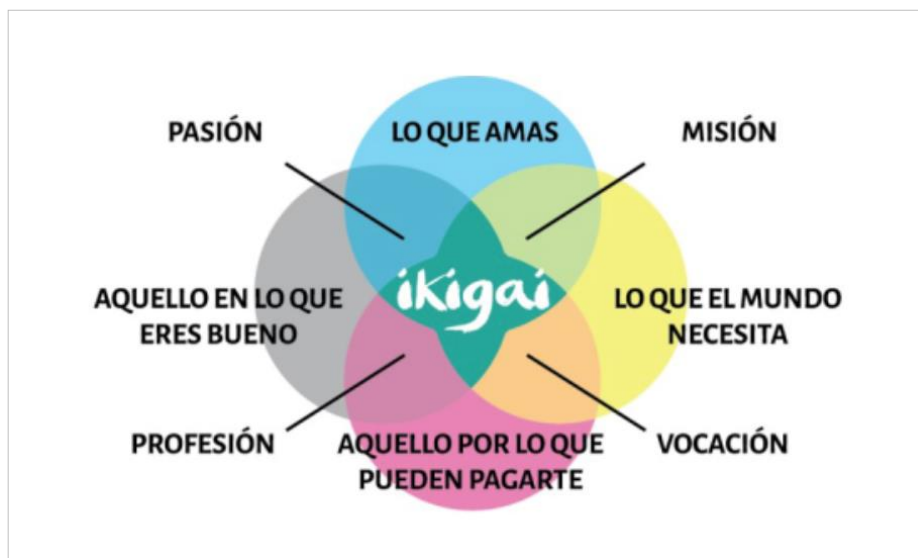 PASIÓN
LO QUE AMAS
MISIÓN
AQUELLO EN LO QUE
ERES BUENO
ikigai
LO QUE EL MUNDO
NECESITA
PROFESIÓN
AQUELLO POR LO QUE
PUEDEN PAGARTE
VOCACIÓN